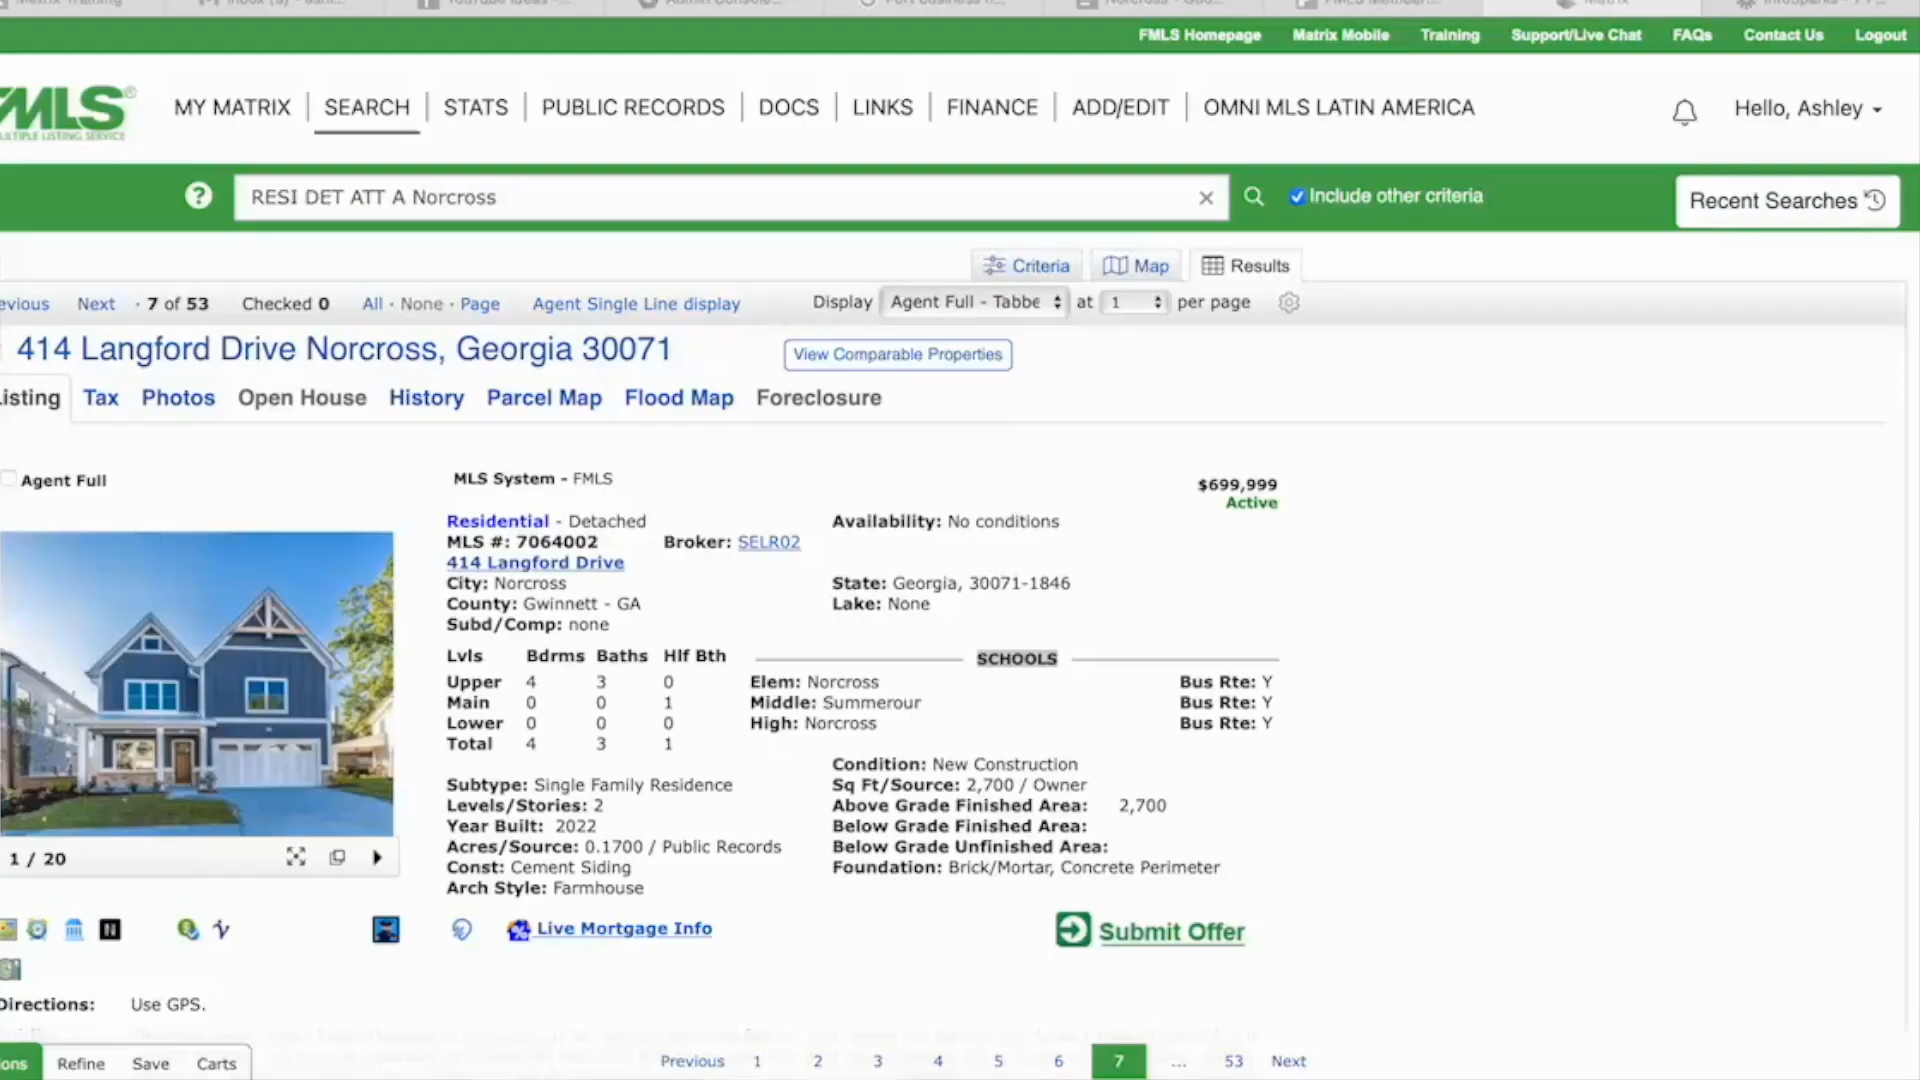 FMLS Homepage Matrix Mobile Training Support/Live Chat FAQs Contact Us Logout
MY MATRIX SEARCH STATS PUBLIC RECORDS DOCS LINKS FINANCE ADD/EDIT OMNI MLS LATIN AMERICA Hello, Ashley
RESI DET ATT A Norcross Include other criteria Recent Searches
Criteria Map Results
evious Next · 7 of 53 Checked 0 All · None · Page Agent Single Line display Display Agent Full - Tabbe at 1 per page
414 Langford Drive Norcross, Georgia 30071 View Comparable Properties
isting Tax Photos Open House History Parcel Map Flood Map Foreclosure
Agent Full MLS System - FMLS $699,999
Active
Residential - Detached Availability: No conditions
MLS #: 7064002 Broker: SELR02
414 Langford Drive
City: Norcross State: Georgia, 30071-1846
County: Gwinnett - GA Lake: None
Subd/Comp: none
Lvls Bdrms Baths Hlf Bth SCHOOLS
Upper 4 3 0 Elem: Norcross Bus Rte: Y
Main 0 0 1 Middle: Summerour Bus Rte: Y
Lower 0 0 0 High: Norcross Bus Rte: Y
Total 4 3 1
Condition: New Construction
Subtype: Single Family Residence Sq Ft/Source: 2,700 / Owner
Levels/Stories: 2 Above Grade Finished Area: 2,700
Year Built: 2022 Below Grade Finished Area:
Acres/Source: 0.1700 / Public Records Below Grade Unfinished Area:
Const: Cement Siding Foundation: Brick/Mortar, Concrete Perimeter
Arch Style: Farmhouse
1 / 20
Live Mortgage Info Submit Offer
Directions: Use GPS.
ons Refine Save Carts Previous 1 2 3 4 5 6 7 ... 53 Next